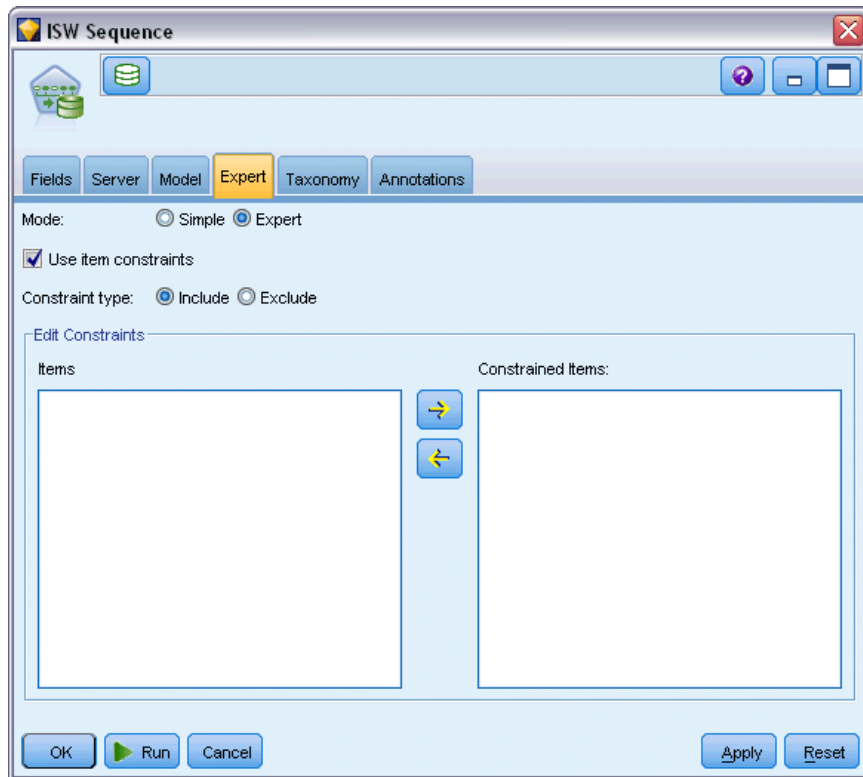 ISW Sequence
?
Fields Server Model Expert Taxonomy Annotations
Mode: Simple Expert
Use item constraints
Constraint type: Include Exclude
Edit Constraints
Items Constrained Items:
OK Run Cancel Apply Reset